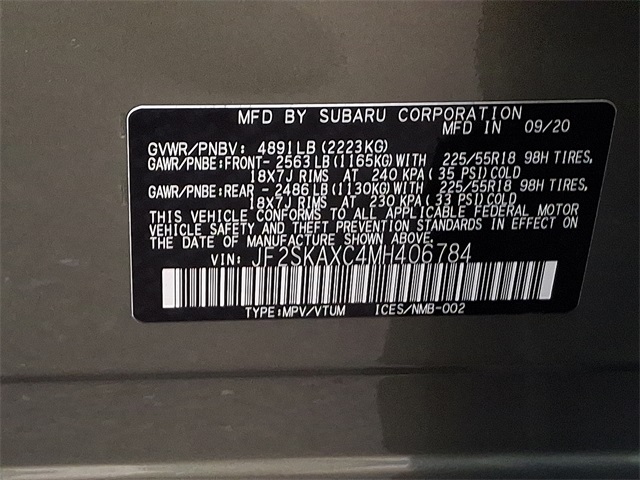 MFD BY SUBARU CORPORATION
MFD IN 09/20
GVWR/PNBV: 4891LB(2223KG)
GAWR/PNBE:FRONT- 2563LB(1165KG)WITH 225/55R18 98H TIRES,
18X7J RIMS AT 240 KPA(35 PSI)COLD
GAWR/PNBE:REAR - 2486LB(1130KG)WITH 225/55R18 98H TIRES,
18X7J RIMS AT 230 KPA(33 PSI)COLD
THIS VEHICLE CONFORMS TO ALL APPLICABLE FEDERAL MOTOR
VEHICLE SAFETY AND THEFT PREVENTION STANDARDS IN EFFECT ON
THE DATE OF MANUFACTURE SHOWN ABOVE.
VIN: JF2SKAXC4MH406784
TYPE:MPV/VTUM ICES/NMB-002